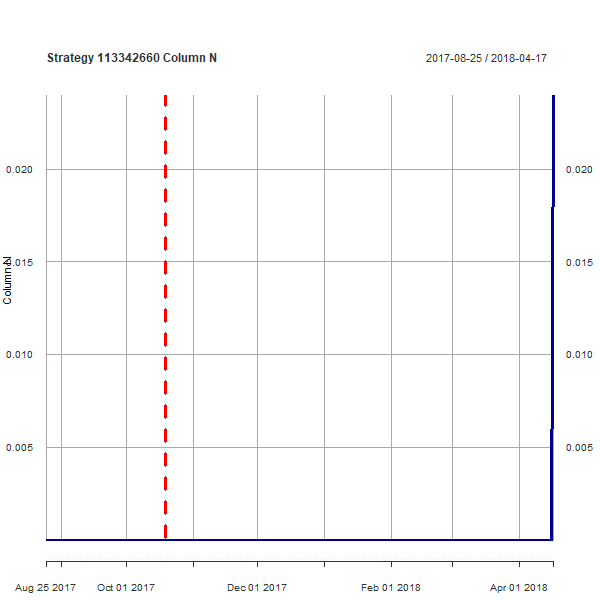 Strategy 113342660 Column N
2017-08-25 / 2018-04-17
0.020
0.020
Column N
0.015
0.015
0.010
0.010
0.005
0.005
Aug 25 2017
Oct 01 2017
Dec 01 2017
Feb 01 2018
Apr 01 2018